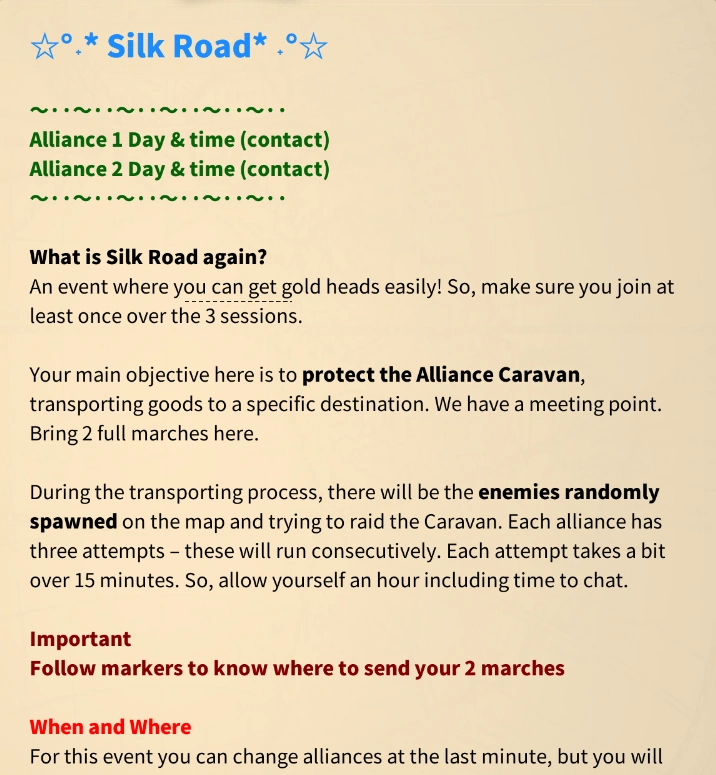 ☆°˖* Silk Road* ˖°☆
～··～··～··～··～··～··
Alliance 1 Day & time (contact)
Alliance 2 Day & time (contact)
～··～··～··～··～··～··
What is Silk Road again?
An event where you can get gold heads easily! So, make sure you join at
least once over the 3 sessions.
Your main objective here is to protect the Alliance Caravan,
transporting goods to a specific destination. We have a meeting point.
Bring 2 full marches here.
During the transporting process, there will be the enemies randomly
spawned on the map and trying to raid the Caravan. Each alliance has
three attempts – these will run consecutively. Each attempt takes a bit
over 15 minutes. So, allow yourself an hour including time to chat.
Important
Follow markers to know where to send your 2 marches
When and Where
For this event you can change alliances at the last minute, but you will